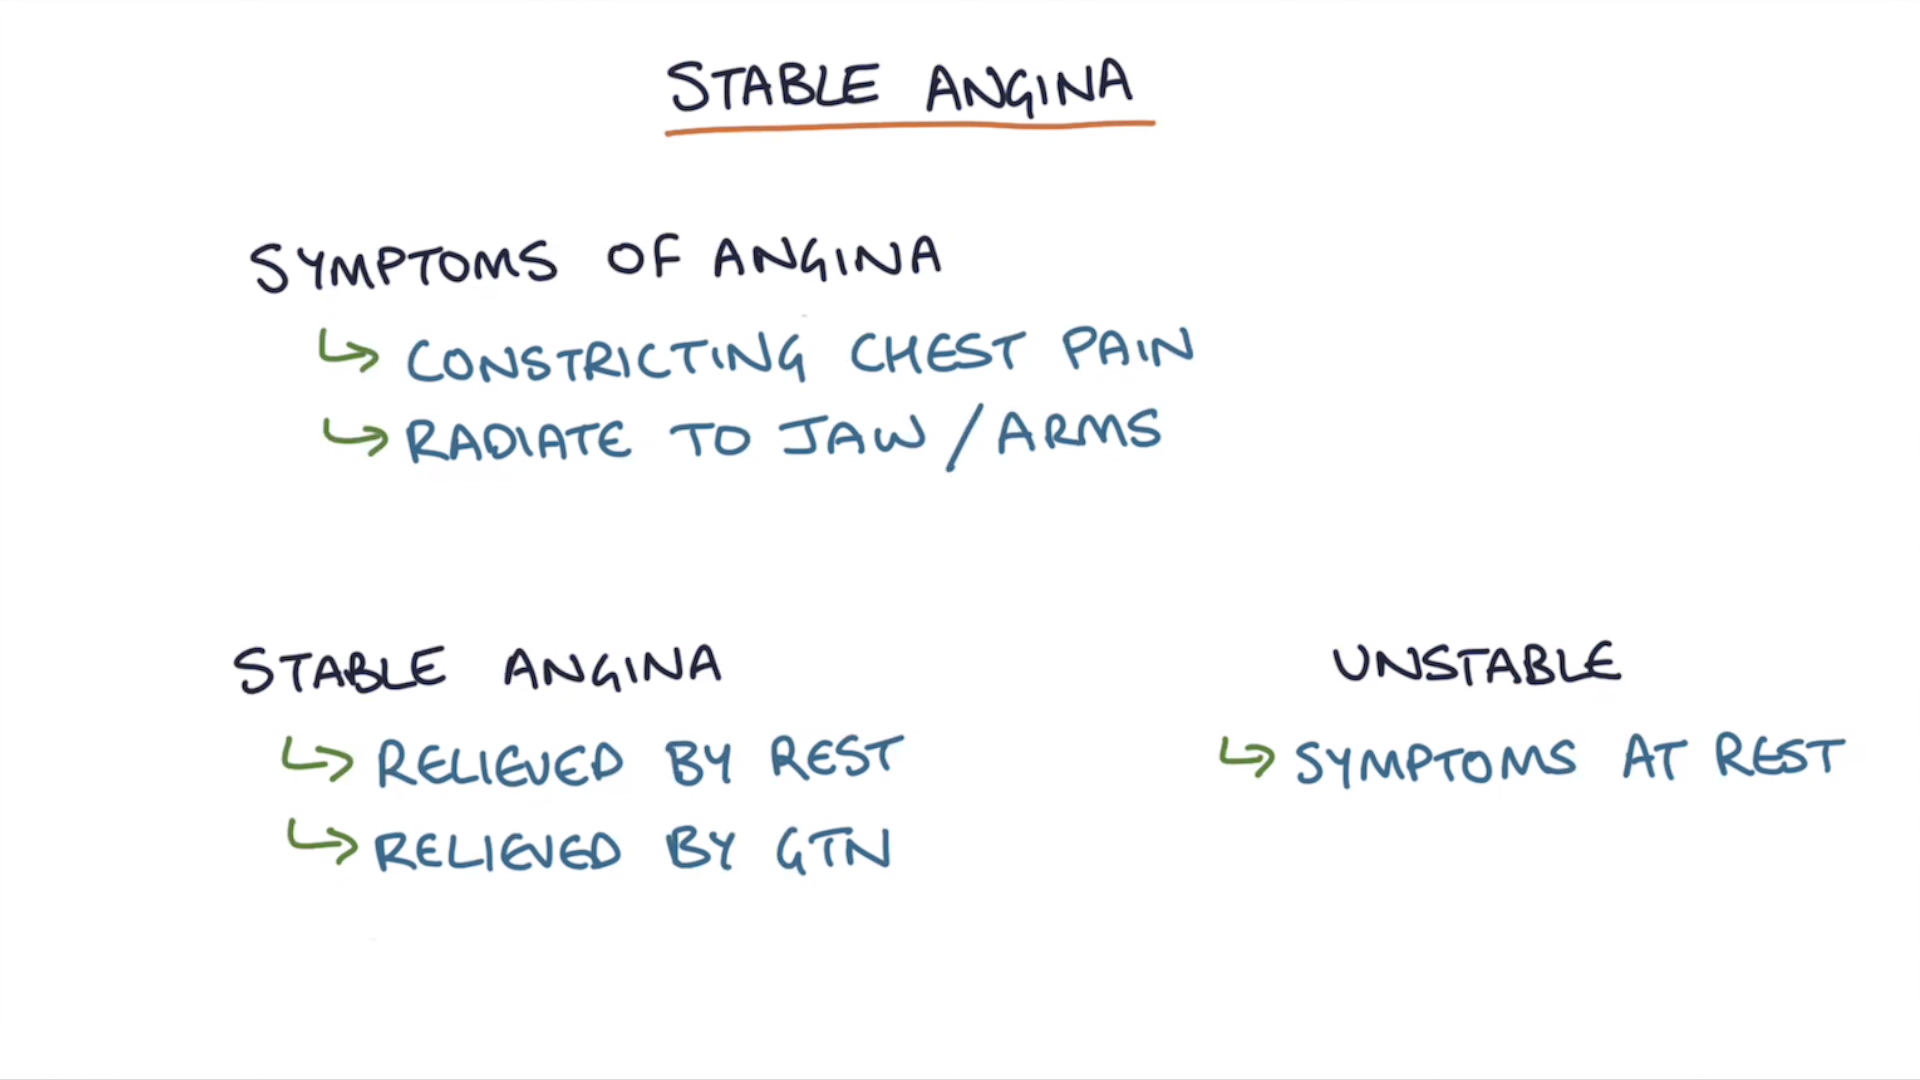 STABLE ANGINA
SYMPTOMS OF ANGINA
↳ CONSTRICTING CHEST PAIN
↳ RADIATE TO JAW / ARMS
STABLE ANGINA
↳ RELIEVED BY REST
↳ RELIEVED BY GTN
UNSTABLE
↳ SYMPTOMS AT REST